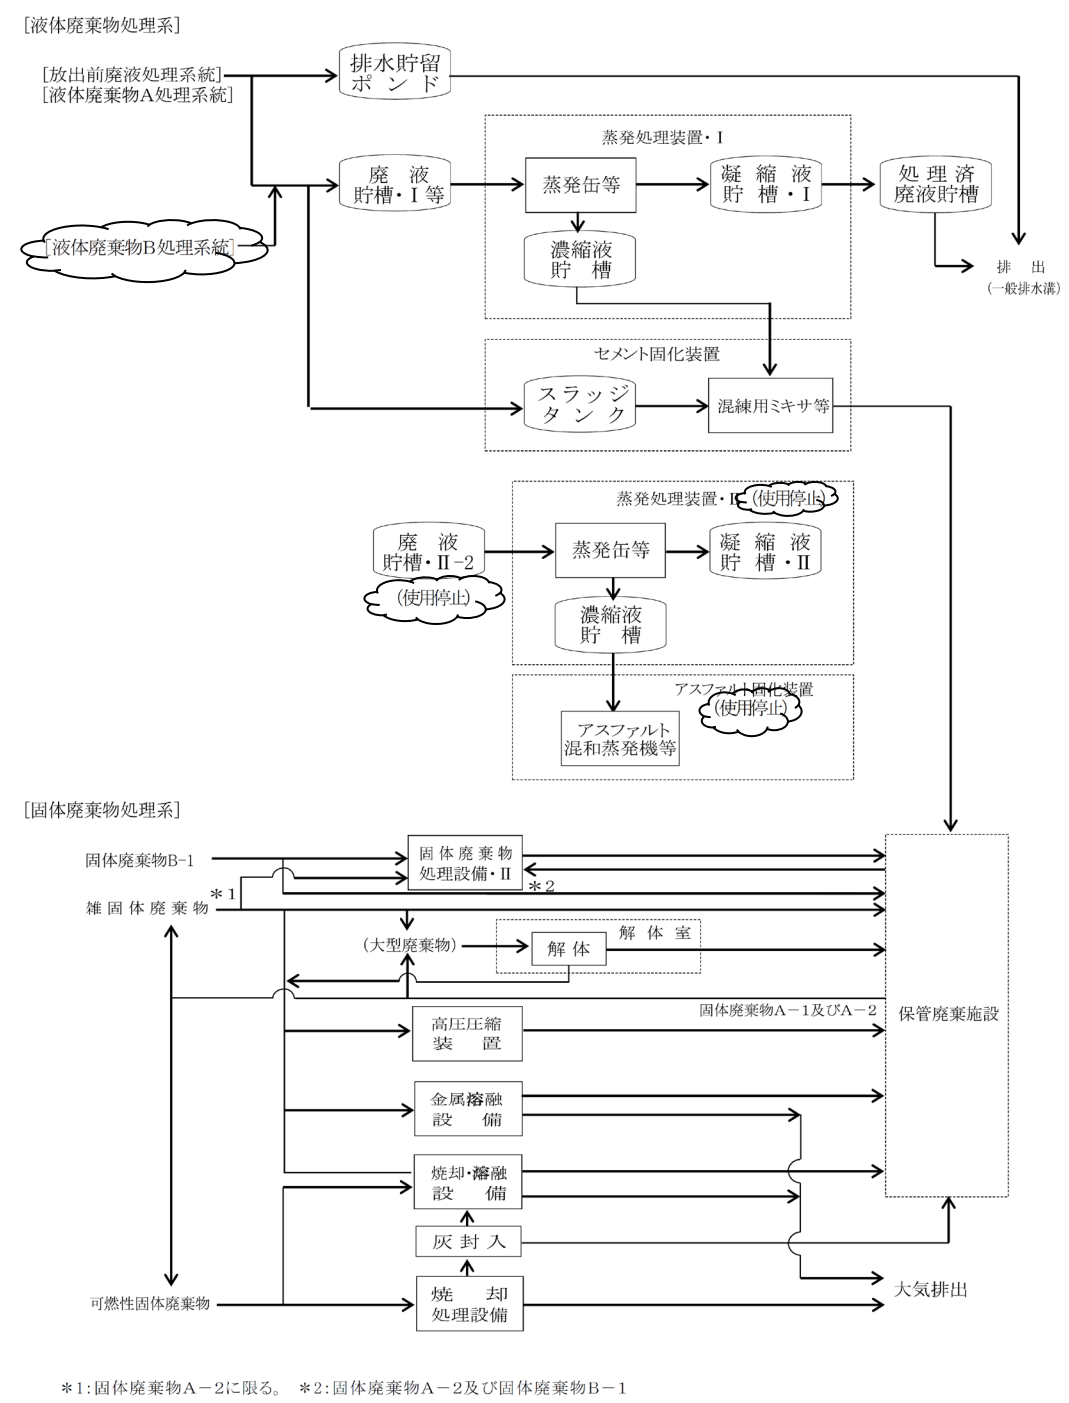 [液体廃棄物処理系]
[放出前廃液処理系統]
[液体廃棄物A処理系統]
排水貯留
ポンド
蒸発処理装置・Ⅰ
廃液
貯槽・Ⅰ等
蒸発缶等
凝縮液
貯槽・Ⅰ
処理済
廃液貯槽
[液体廃棄物B処理系統]
濃縮液
貯槽
排出
(一般排水溝)
セメント固化装置
スラッジ
タンク
混練用ミキサ等
蒸発処理装置・Ⅱ
(使用停止)
廃液
貯槽・Ⅱ-2
(使用停止)
蒸発缶等
凝縮液
貯槽・Ⅱ
濃縮液
貯槽
アスファルト固化装置
(使用停止)
アスファルト
混和蒸発機等
[固体廃棄物処理系]
固体廃棄物B-1
固体廃棄物
処理設備・Ⅱ
*1
*2
雑固体廃棄物
(大型廃棄物)
解体
解体室
固体廃棄物A-1及びA-2
保管廃棄施設
高圧圧縮
装置
金属溶融
設備
焼却・溶融
設備
灰封入
大気排出
可燃性固体廃棄物
焼却
処理設備
*1:固体廃棄物A-2に限る。 *2:固体廃棄物A-2及び固体廃棄物B-1